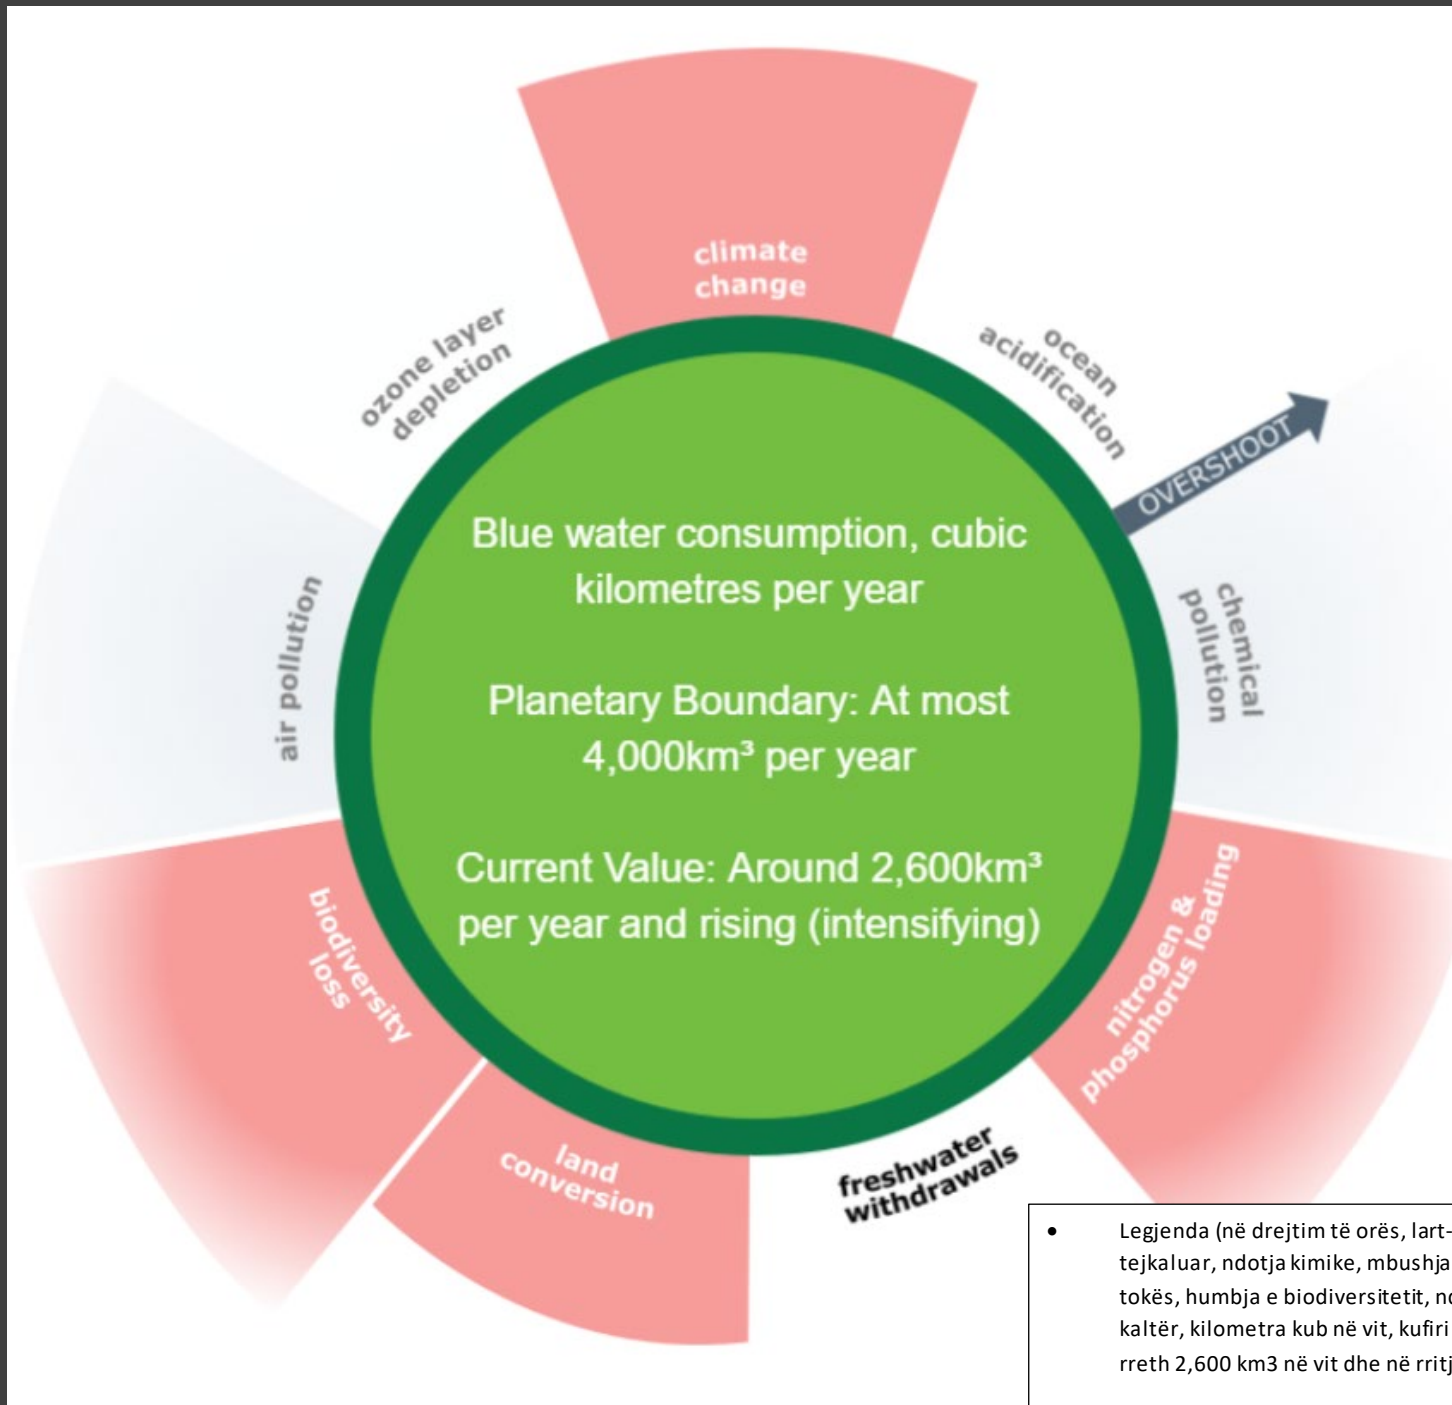 climate
change
ocean
acidification
OVERSHOOT
chemical
pollution
nitrogen &
phosphorus loading
freshwater
withdrawals
land
conversion
biodiversity
loss
air pollution
ozone layer
depletion
Blue water consumption, cubic
kilometres per year
Planetary Boundary: At most
4,000km³ per year
Current Value: Around 2,600km³
per year and rising (intensifying)
• Legjenda (në drejtim të orës, lart-
tejkaluar, ndotja kimike, mbushja
tokës, humbja e biodiversitetit,
kaltër, kilometra kub në vit, kufiri
rreth 2,600 km3 në vit dhe në